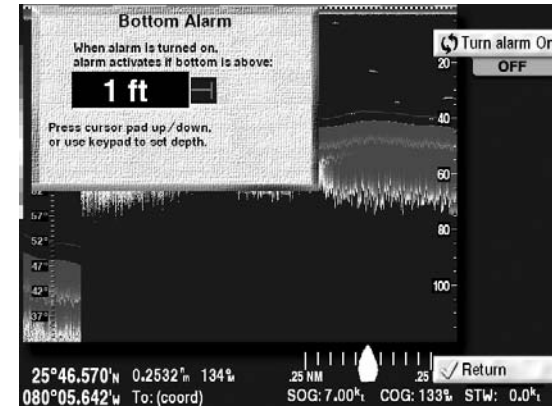 Bottom Alarm
When alarm is turned on,
alarm activates if bottom is above:
1 ft
Press cursor pad up/down,
or use keypad to set depth.
Turn alarm On
OFF
20
40
60
80
100
57°
52°
47°
42°
37°
25°46.570'N 0.2532 134
080°05.642'W To: (coord)
.25 NM .25
SOG: 7.00kt COG: 133 STW: 0.0kt
Return